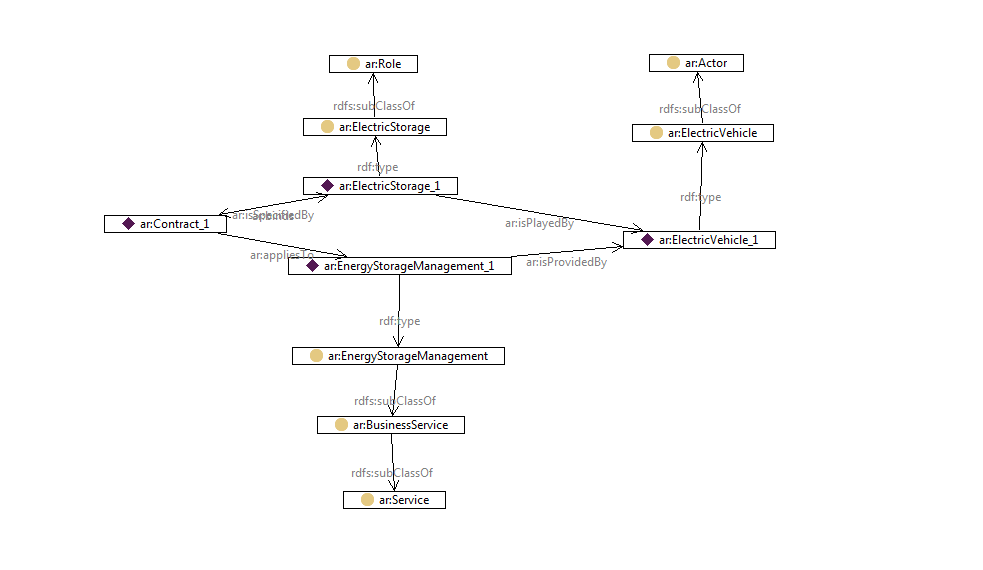 ar:Role
ar:Actor
rdfs:subClassOf
rdfs:subClassOf
ar:ElectricStorage
ar:ElectricVehicle
rdf:type
ar:ElectricStorage_1
rdf:type
ar:isSpecifiedBy
ar:Contract_1
ar:isPlayedBy
ar:ElectricVehicle_1
ar:appliesTo
ar:isProvidedBy
ar:EnergyStorageManagement_1
rdf:type
ar:EnergyStorageManagement
rdfs:subClassOf
ar:BusinessService
rdfs:subClassOf
ar:Service